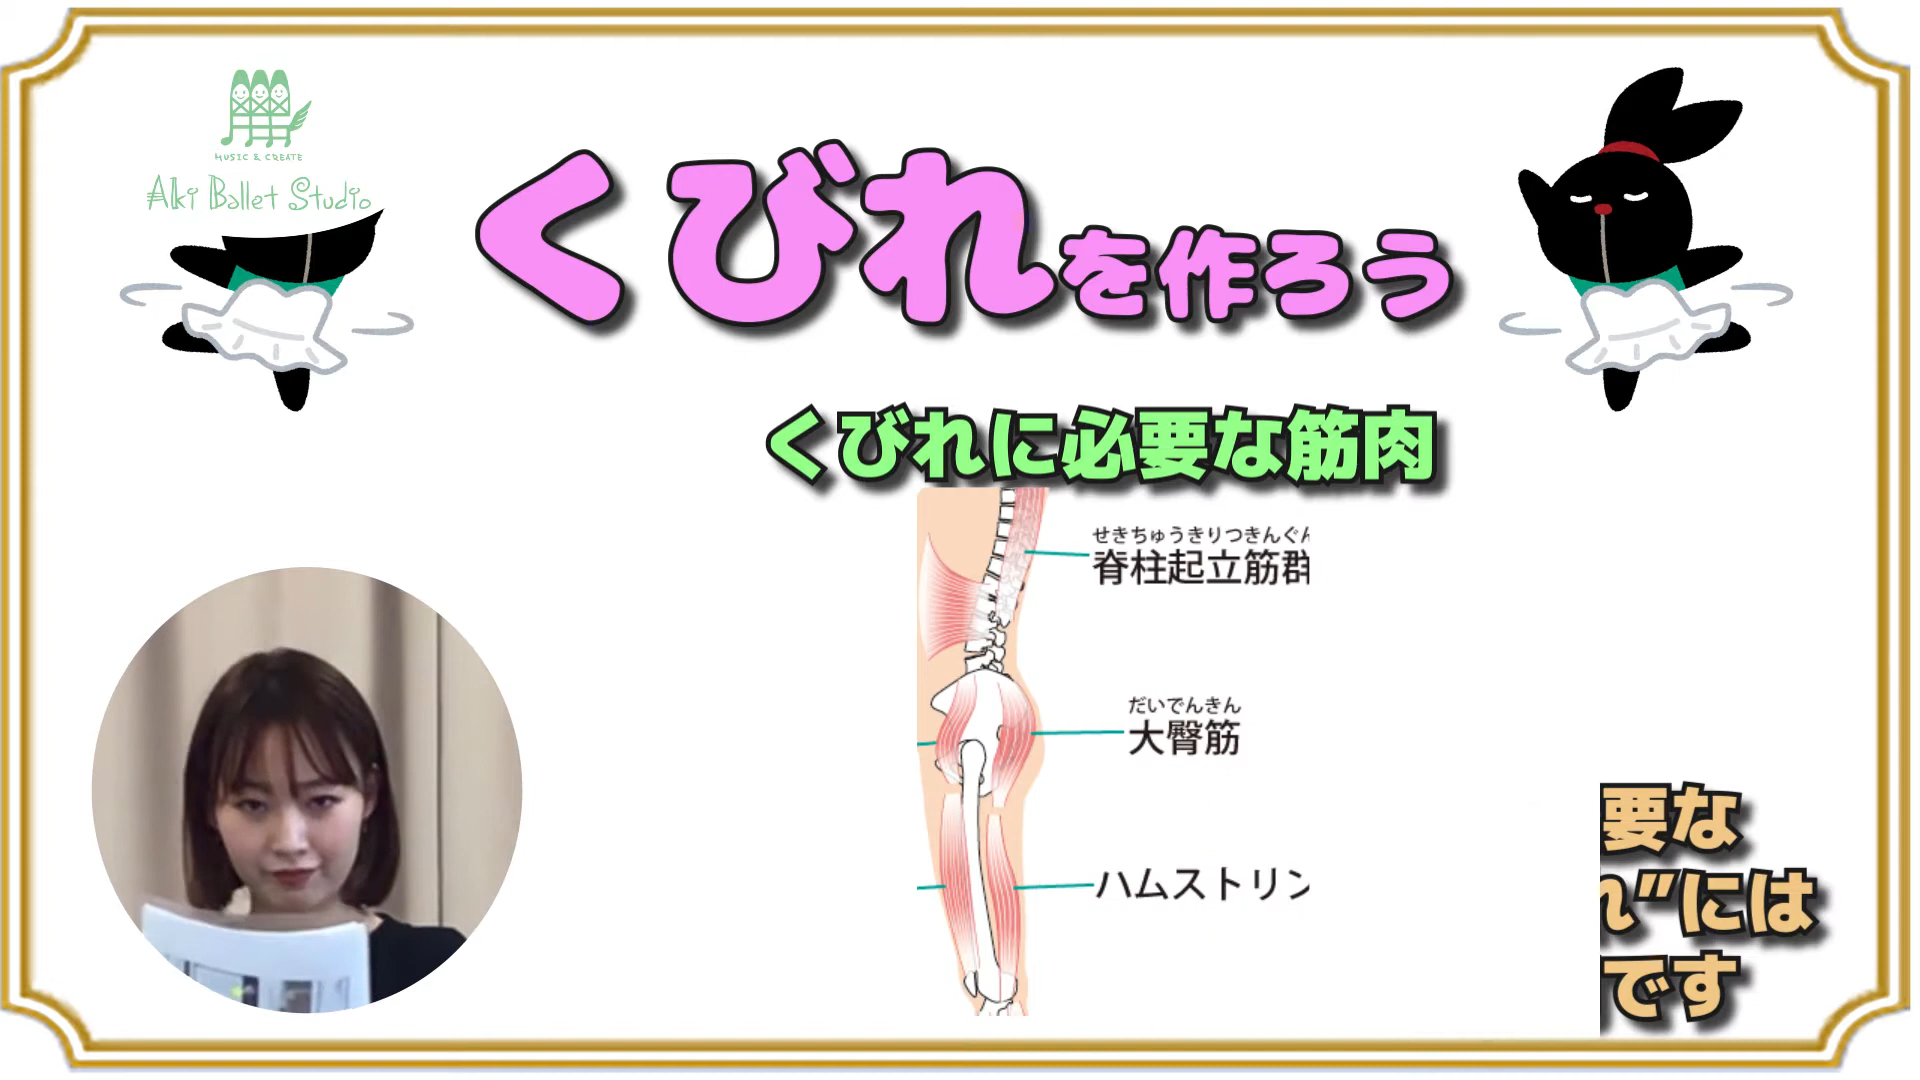 MUSIC & CREATE
Aki Ballet Studio
くびれを作ろう
くびれに必要な筋肉
せきちゅうきりつきんぐん
脊柱起立筋群
だいでんきん
大臀筋
ハムストリン
要な
れ”には
です